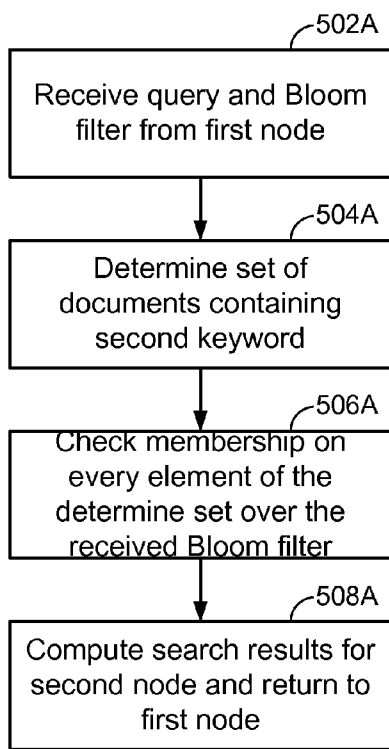 502A
Receive query and Bloom
filter from first node
504A
Determine set of
documents containing
second keyword
506A
Check membership on
every element of the
determine set over the
received Bloom filter
508A
Compute search results for
second node and return to
first node